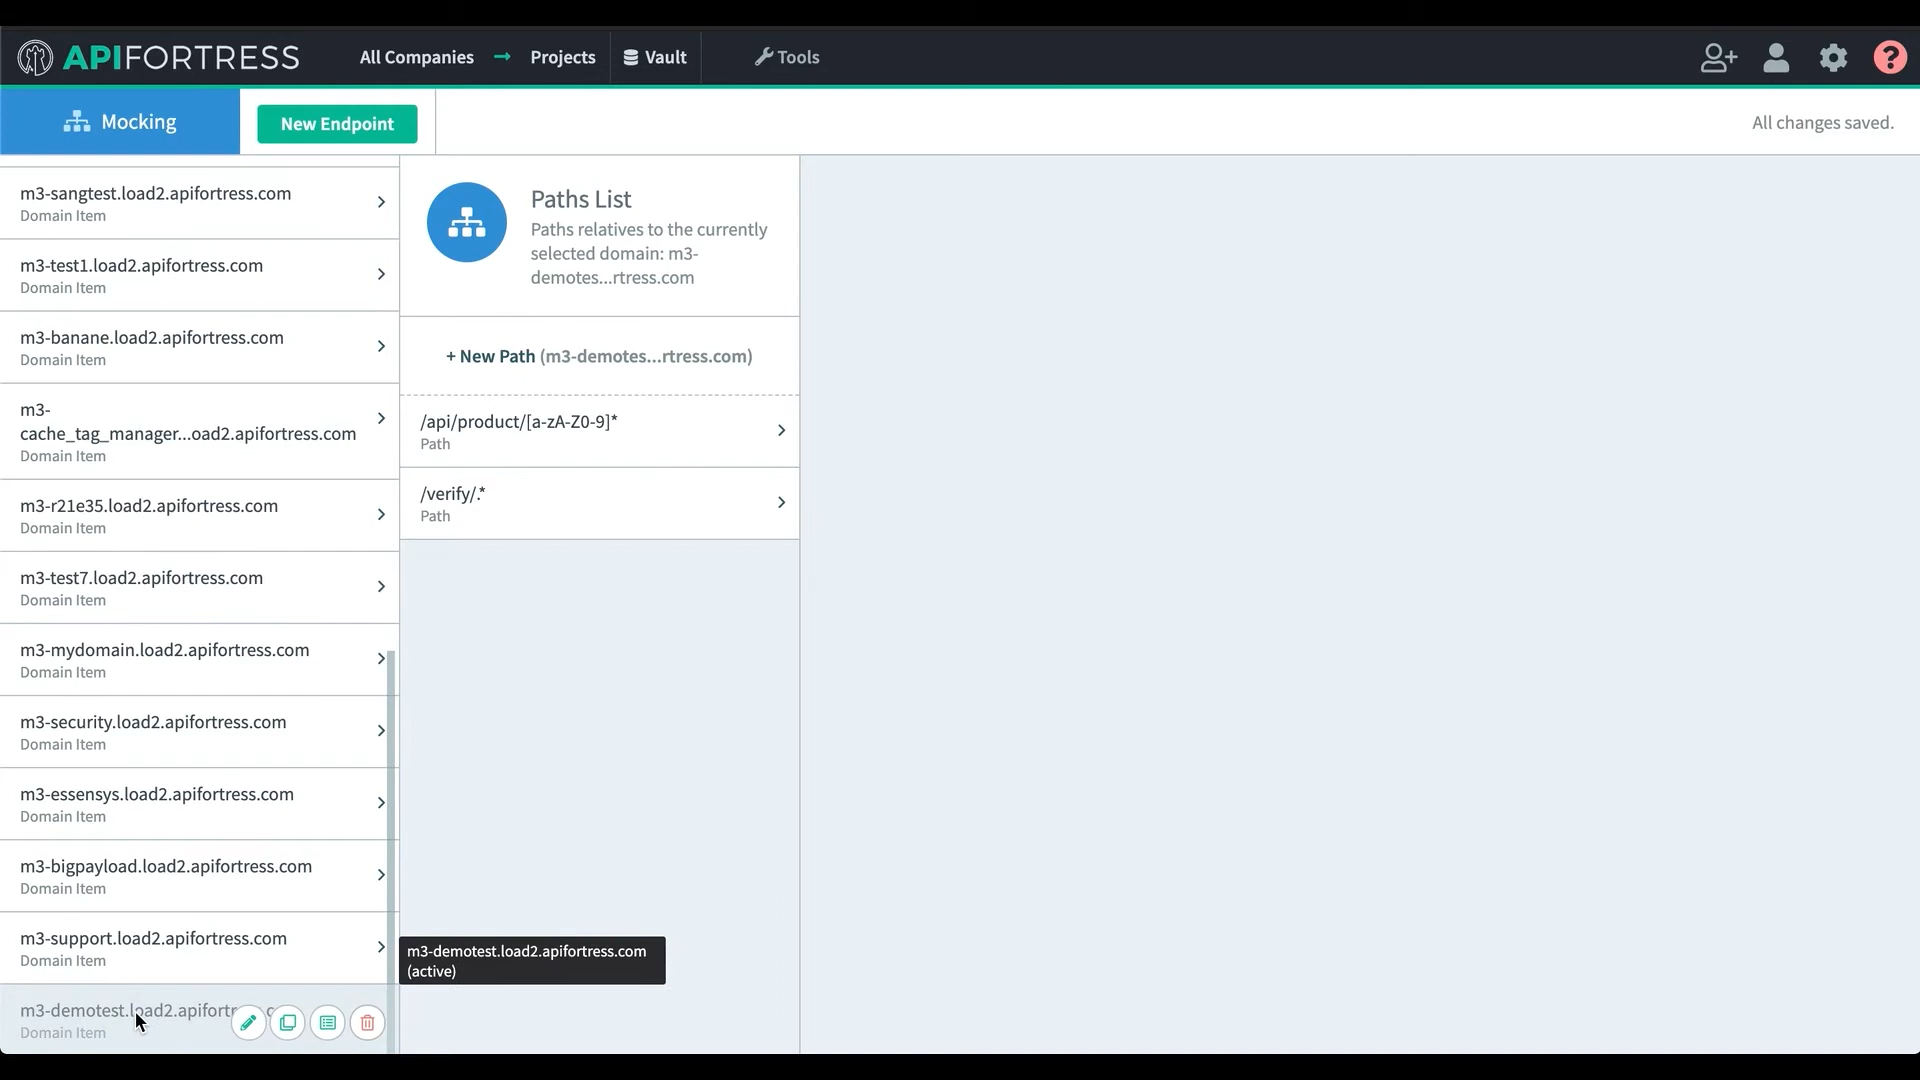 APIFORTRESS
All Companies → Projects
Vault
Tools
?
Mocking
New Endpoint
All changes saved.
m3-sangtest.load2.apifortress.com
Domain Item
m3-test1.load2.apifortress.com
Domain Item
m3-banane.load2.apifortress.com
Domain Item
m3-
cache_tag_manager...oad2.apifortress.com
Domain Item
m3-r21e35.load2.apifortress.com
Domain Item
m3-test7.load2.apifortress.com
Domain Item
m3-mydomain.load2.apifortress.com
Domain Item
m3-security.load2.apifortress.com
Domain Item
m3-essensys.load2.apifortress.com
Domain Item
m3-bigpayload.load2.apifortress.com
Domain Item
m3-support.load2.apifortress.com
Domain Item
m3-demotest.load2.apifortr
Domain Item
Paths List
Paths relatives to the currently
selected domain: m3-
demotes...rtress.com
+ New Path (m3-demotes...rtress.com)
/api/product/[a-zA-Z0-9]*
Path
/verify/.*
Path
m3-demotest.load2.apifortress.com
(active)